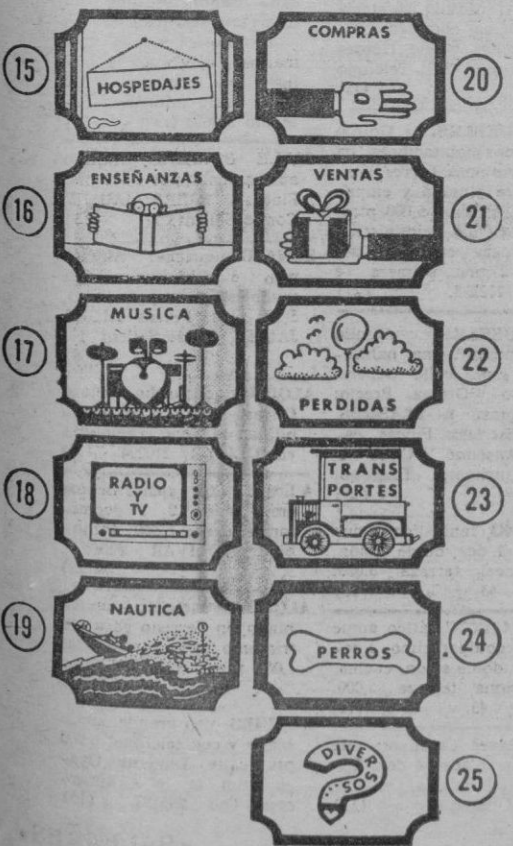 15
HOSPEDAJES
16
ENSEÑANZAS
17
MUSICA
18
RADIO
Y
TV
19
NAUTICA
COMPRAS
20
VENTAS
21
22
PERDIDAS
TRANS
PORTES
23
PERROS
24
DIVER
SOS
25